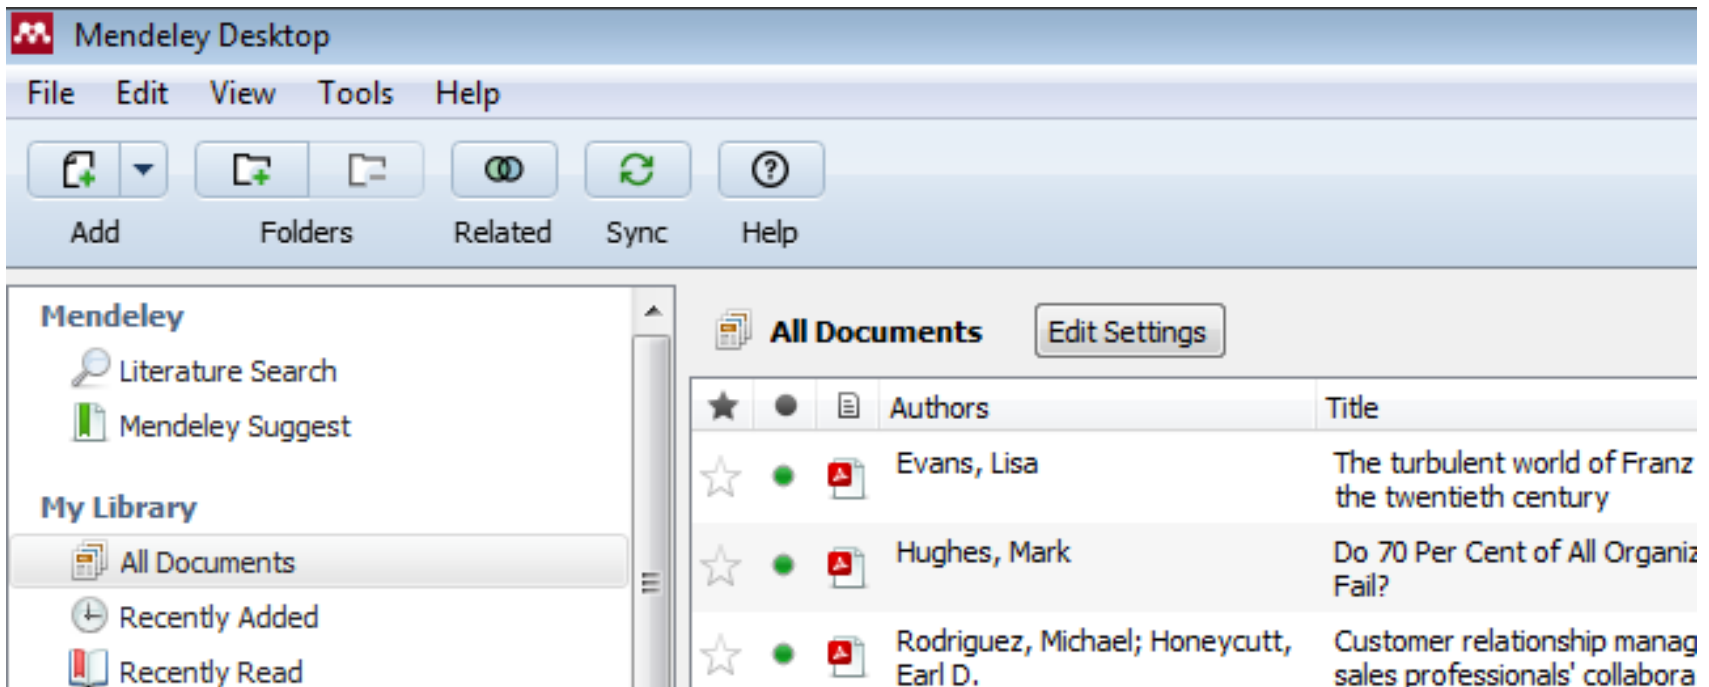 Mendeley Desktop
File Edit View Tools Help
Add Folders Related Sync Help
Mendeley
Literature Search
Mendeley Suggest
My Library
All Documents
Recently Added
Recently Read
All Documents Edit Settings
Authors Title
Evans, Lisa
The turbulent world of Franz
the twentieth century
Hughes, Mark
Do 70 Per Cent of All Organiz
Fail?
Rodriguez, Michael; Honeycutt,
Earl D.
Customer relationship manag
sales professionals' collabora